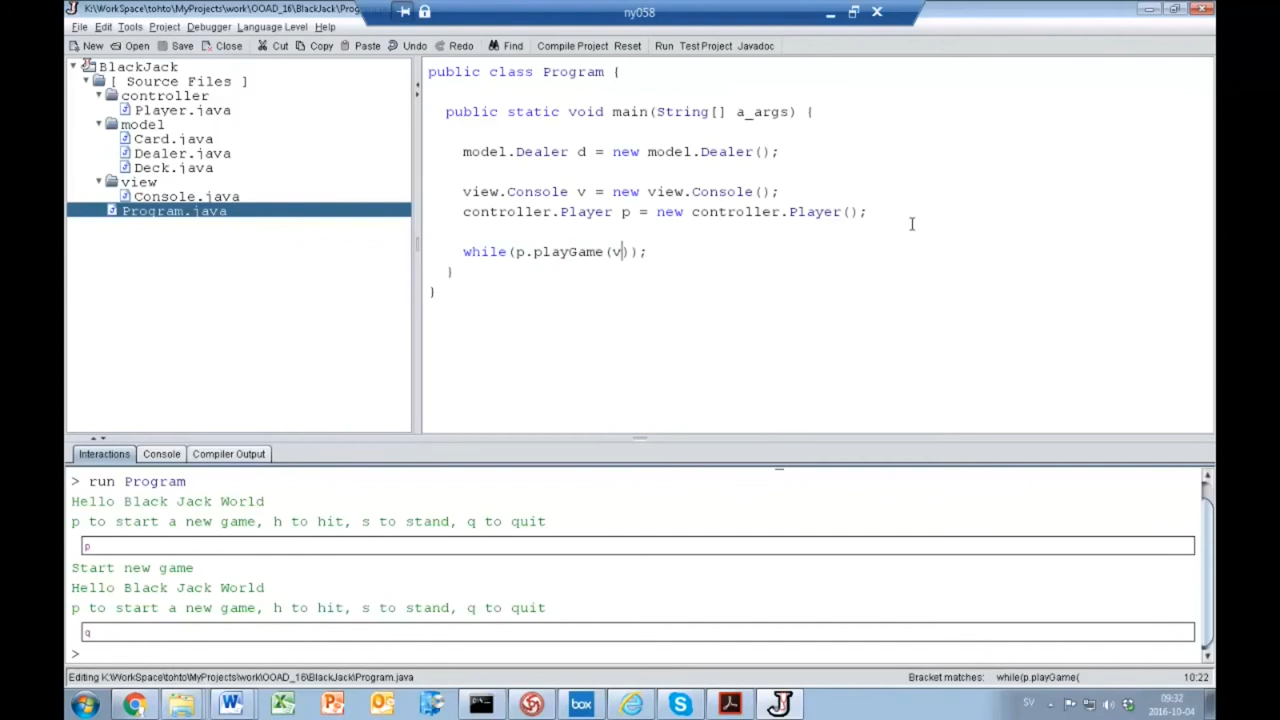 K:\WorkSpace\tohto\MyProjects\work\OOAD_16\BlackJack\Prog
ny058
File Edit Tools Project Debugger Language Level Help
New Open Save Close Cut Copy Paste Undo Redo Find Compile Project Reset Run Test Project Javadoc
BlackJack
[ Source Files ]
controller
Player.java
model
Card.java
Dealer.java
Deck.java
view
Console.java
Program.java
public class Program {
public static void main(String[] a_args) {
model.Dealer d = new model.Dealer();
view.Console v = new view.Console();
controller.Player p = new controller.Player();
while(p.playGame(v));
}
}
Interactions Console Compiler Output
> run Program
Hello Black Jack World
p to start a new game, h to hit, s to stand, q to quit
p
Start new game
Hello Black Jack World
p to start a new game, h to hit, s to stand, q to quit
q
>
Editing K:\WorkSpace\tohto\MyProjects\work\OOAD_16\BlackJack\Program.java
Bracket matches: while(p.playGame(
10:22
box
SV
09:32
2016-10-04